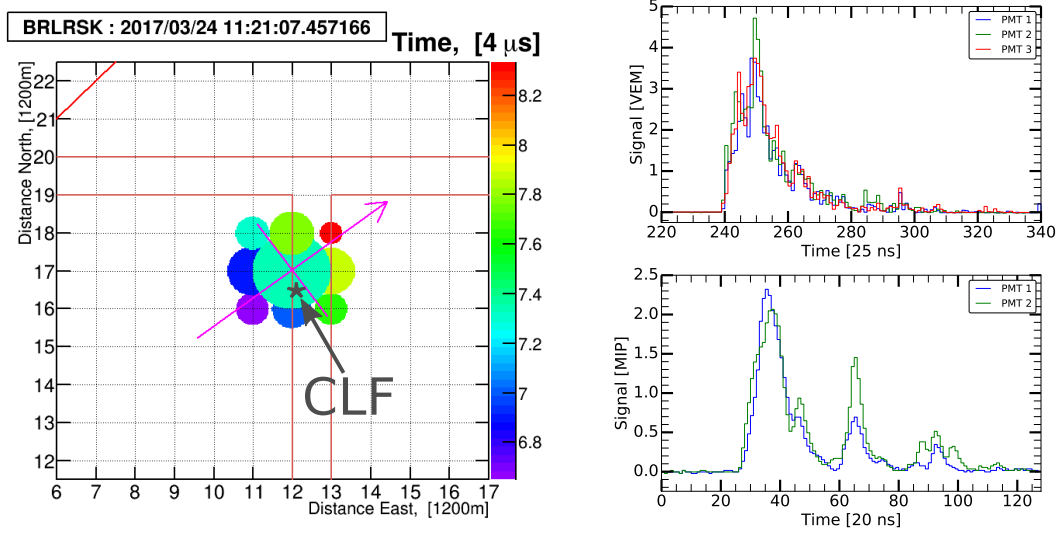 BRLRSK : 2017/03/24 11:21:07.457166
Time, [4 μs]
Distance North, [1200m]
22
21
20
19
18
17
16
15
14
13
12
6 7 8 9 10 11 12 13 14 15 16 17
Distance East, [1200m]
CLF
8.2
8
7.8
7.6
7.4
7.2
7
6.8
Signal [VEM]
5
4
3
2
1
0
220 240 260 280 300 320 340
Time [25 ns]
PMT 1
PMT 2
PMT 3
Signal [MIP]
2.5
2.0
1.5
1.0
0.5
0.0
0 20 40 60 80 100 120
Time [20 ns]
PMT 1
PMT 2